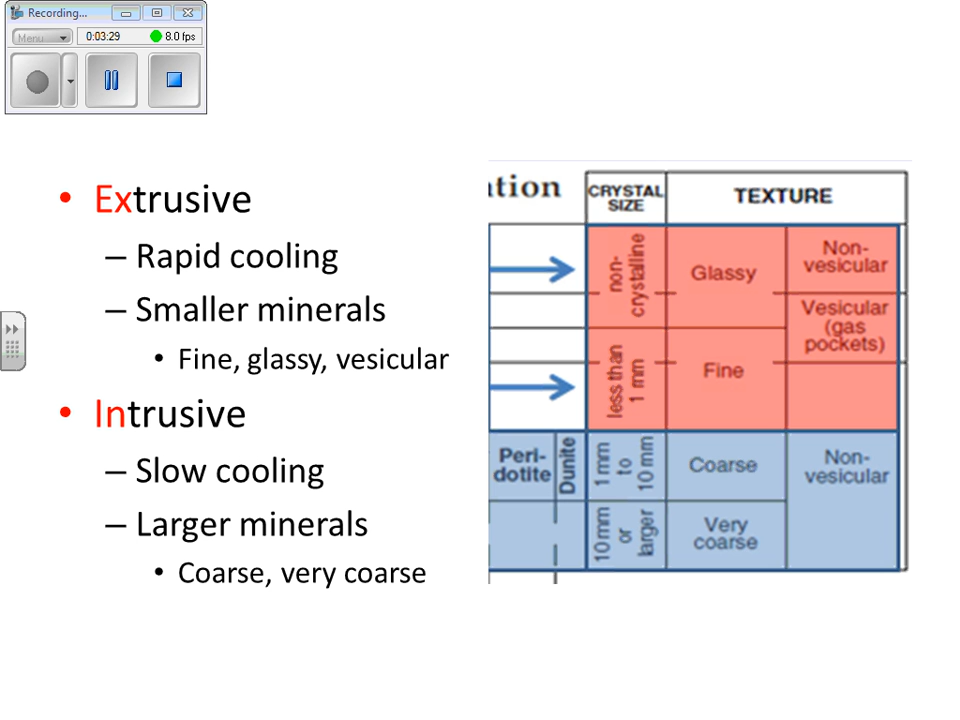 Recording...
Menu
0:03:29
8.0 fps
• Extrusive
– Rapid cooling
– Smaller minerals
• Fine, glassy, vesicular
• Intrusive
– Slow cooling
– Larger minerals
• Coarse, very coarse
ation
CRYSTAL
SIZE
TEXTURE
non-
crystalline
Glassy
Non-
vesicular
Vesicular
(gas
pockets)
less than
1 mm
Fine
Peri-
dotite
Dunite
1 mm
to
10 mm
Coarse
Non-
vesicular
10 mm
or
larger
Very
coarse